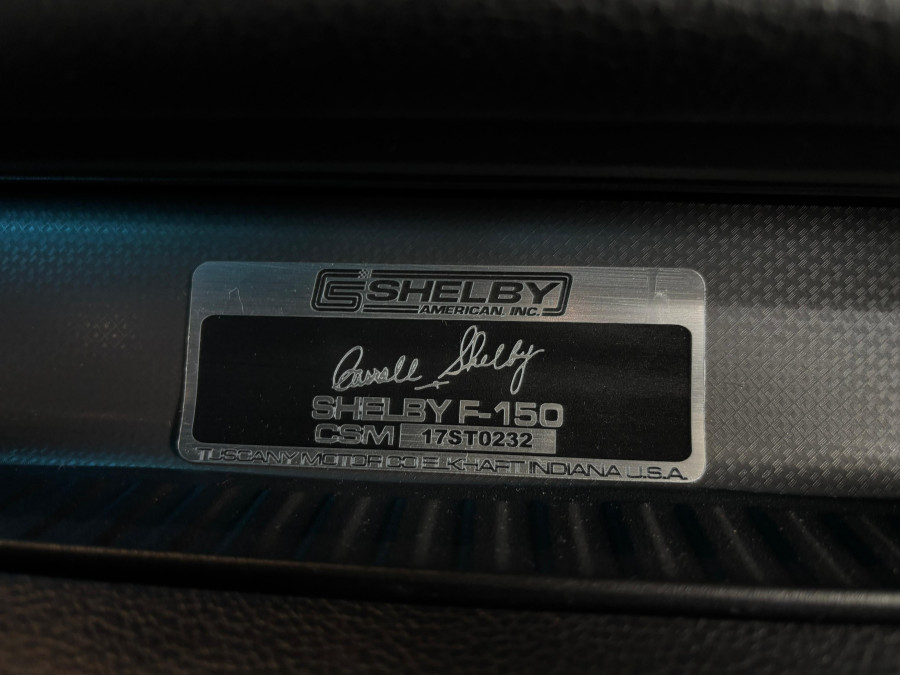 SHELBY
AMERICAN, INC.
Carroll Shelby
SHELBY F-150
CSM 17ST0232
TUSCANY MOTOR CO ELKHART INDIANA U.S.A.